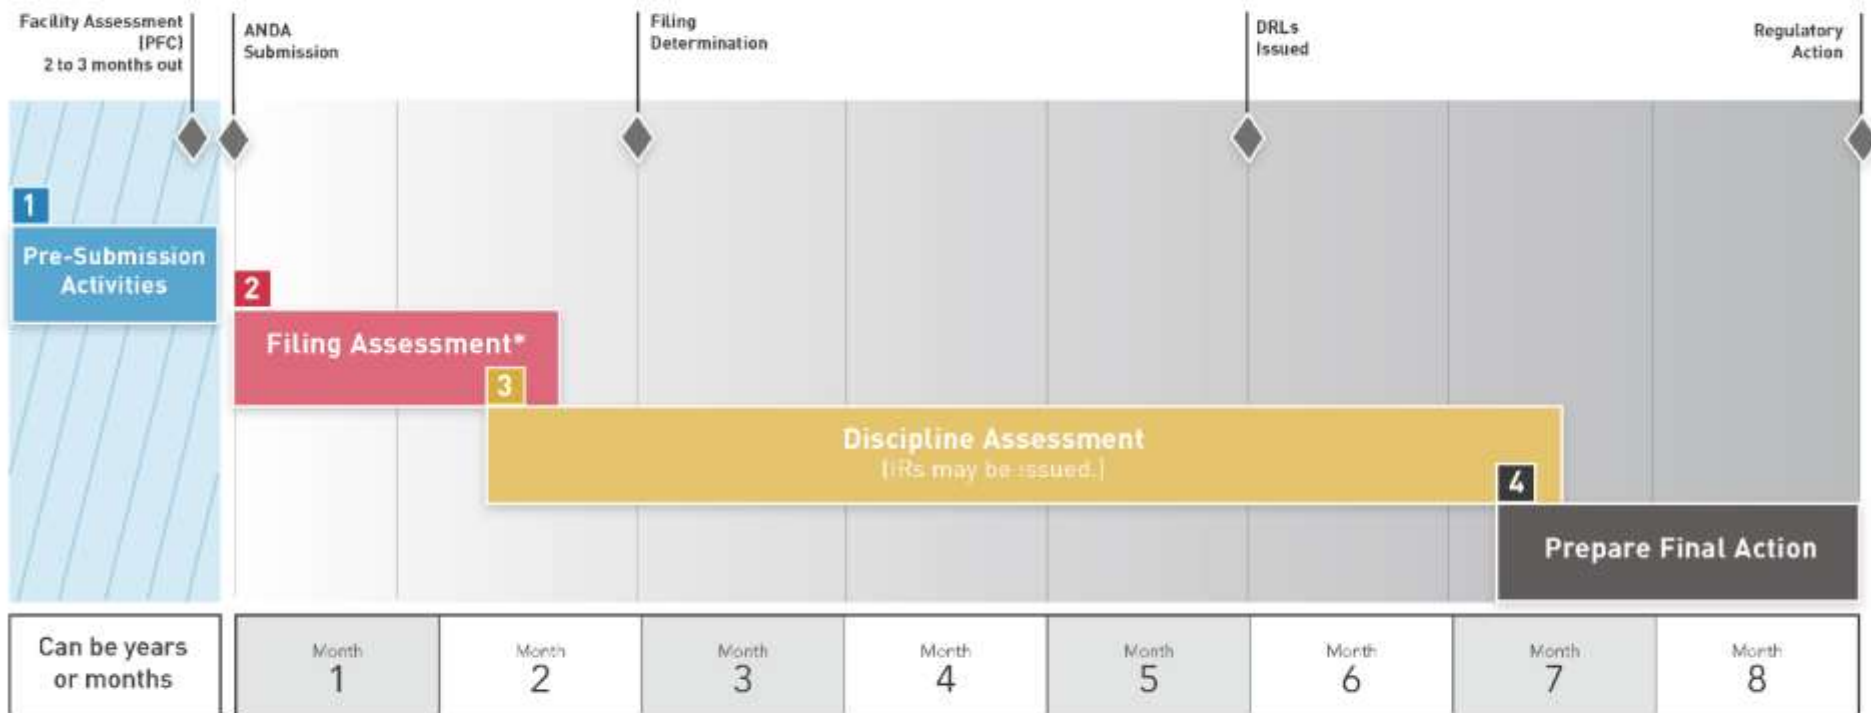 Facility Assessment
(PFC)
2 to 3 months out
ANDA
Submission
Filing
Determination
DRLs
Issued
Regulatory
Action
1
Pre-Submission
Activities
2
Filing Assessment*
3
Discipline Assessment
(IRs may be issued.)
4
Prepare Final Action
Can be years
or months
Month
1
Month
2
Month
3
Month
4
Month
5
Month
6
Month
7
Month
8